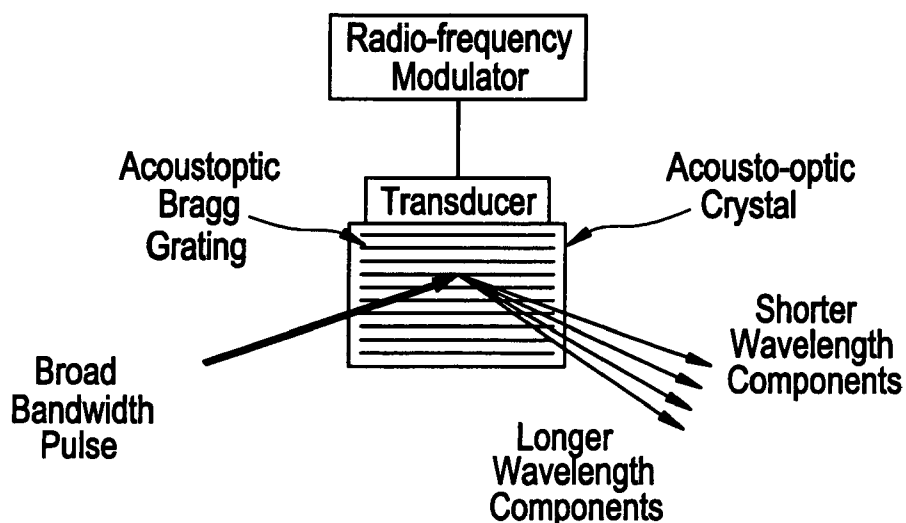 Radio-frequency
Modulator
Acoustoptic
Bragg
Grating
Transducer
Acousto-optic
Crystal
Broad
Bandwidth
Pulse
Shorter
Wavelength
Components
Longer
Wavelength
Components